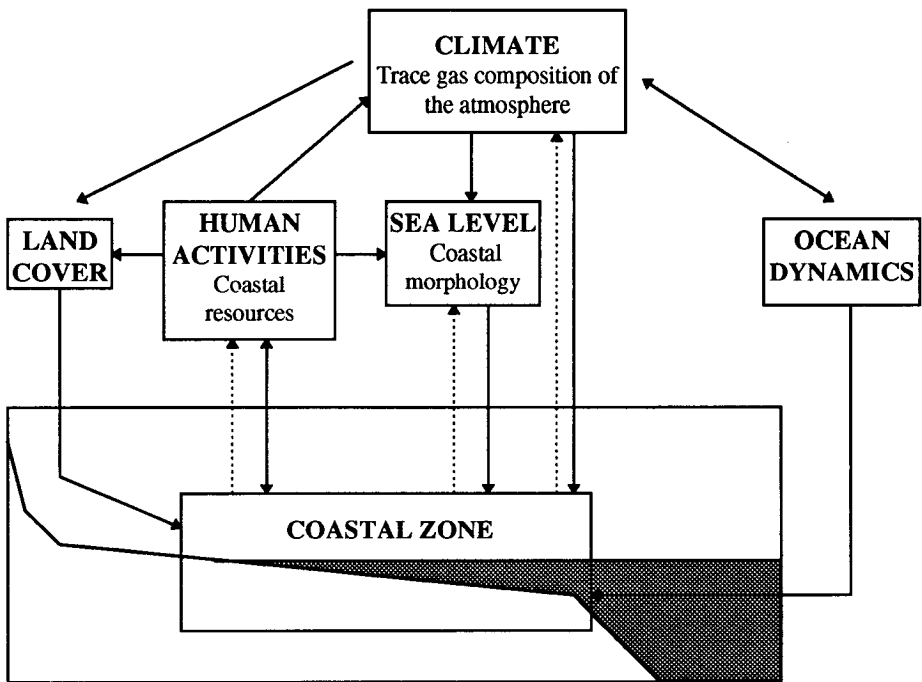 CLIMATE
Trace gas composition of
the atmosphere
LAND
COVER
HUMAN
ACTIVITIES
Coastal
resources
SEA LEVEL
Coastal
morphology
OCEAN
DYNAMICS
COASTAL ZONE